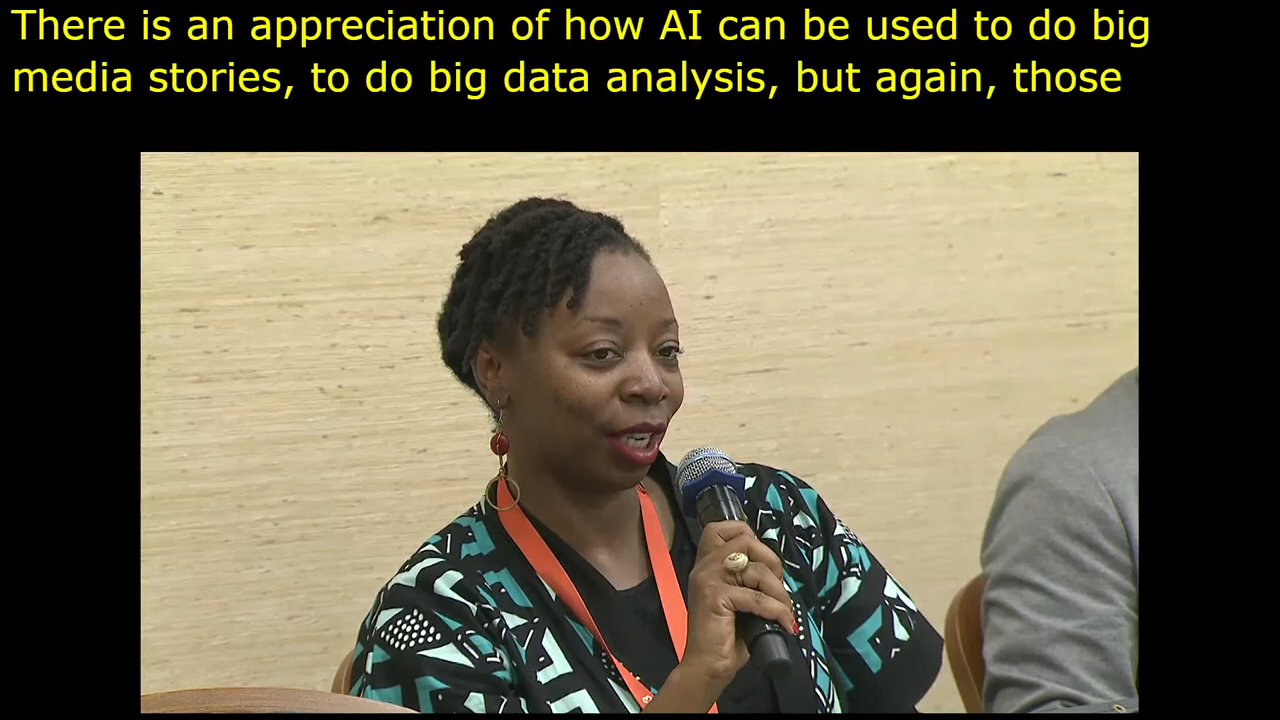 There is an appreciation of how AI can be used to do big
media stories, to do big data analysis, but again, those